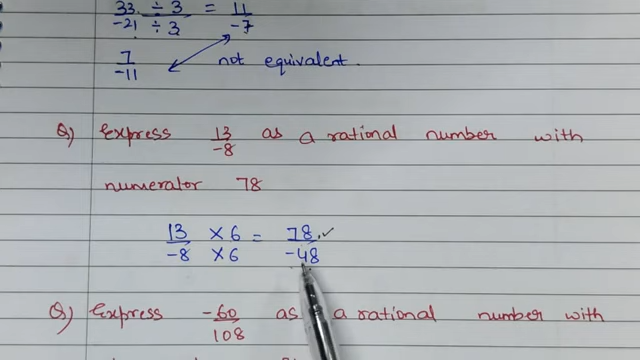 33 ÷ 3 = 11
-21 ÷ 3 -7
7
-11 not equivalent.
Q) Express 13/-8 as a rational number with
numerator 78
13 × 6 = 78 ✓
-8 × 6 -48
Q) Express -60/108 as a rational number with